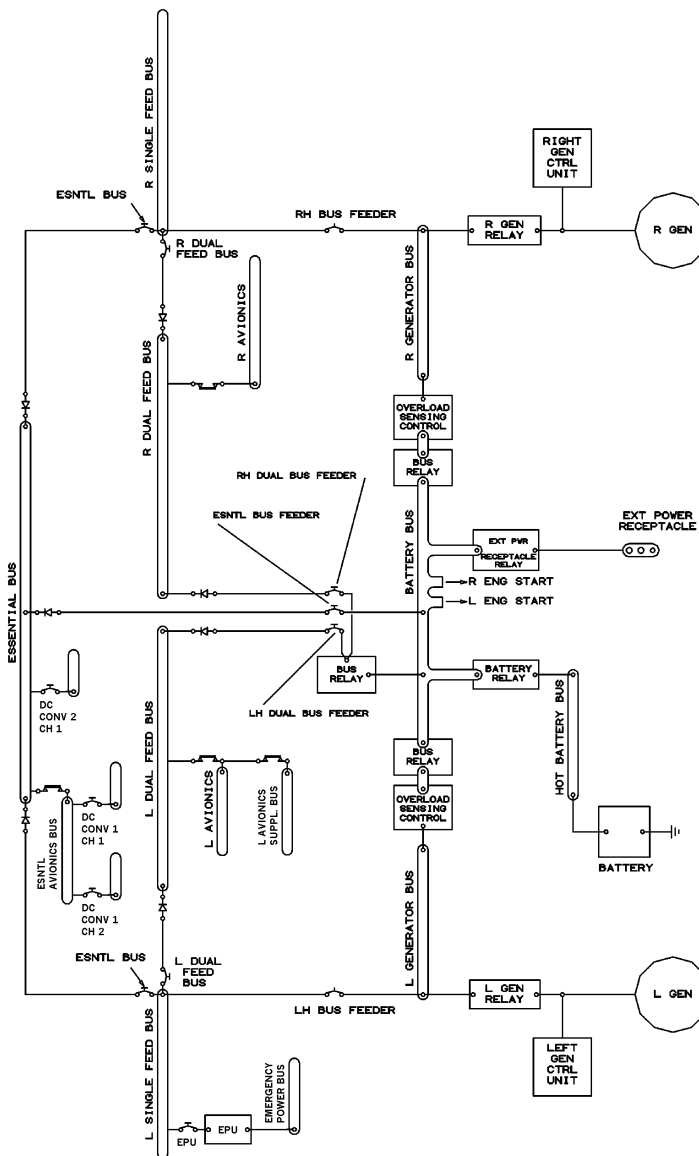 R SINGLE FEED BUS
RIGHT
GEN
CTRL
UNIT
ESNTL BUS
RH BUS FEEDER
R GEN
RELAY
R GEN
R DUAL
FEED BUS
R AVIONICS
R GENERATOR BUS
R DUAL FEED BUS
OVERLOAD
SENSING
CONTROL
BUS
RELAY
RH DUAL BUS FEEDER
ESNTL BUS FEEDER
BATTERY BUS
EXT POWER
RECEPTACLE
EXT PWR
RECEPTACLE
RELAY
R ENG START
L ENG START
ESSENTIAL BUS
BUS
RELAY
BATTERY
RELAY
LH DUAL BUS FEEDER
DC
CONV 2
CH 1
HOT BATTERY BUS
L DUAL FEED BUS
BUS
RELAY
L AVIONICS
L AVIONICS
SUPPL. BUS
OVERLOAD
SENSING
CONTROL
ESNTL
AVIONICS BUS
DC
CONV 1
CH 1
BATTERY
DC
CONV 1
CH 2
L GENERATOR BUS
ESNTL BUS
L DUAL
FEED
BUS
LH BUS FEEDER
L GEN
RELAY
L GEN
L SINGLE FEED BUS
LEFT
GEN
CTRL
UNIT
EMERGENCY
POWER BUS
EPU
EPU